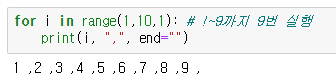 for i in range(1,10,1): # 1~9까지 9번 실행
    print(i, ",", end="")
1 ,2 ,3 ,4 ,5 ,6 ,7 ,8 ,9 ,